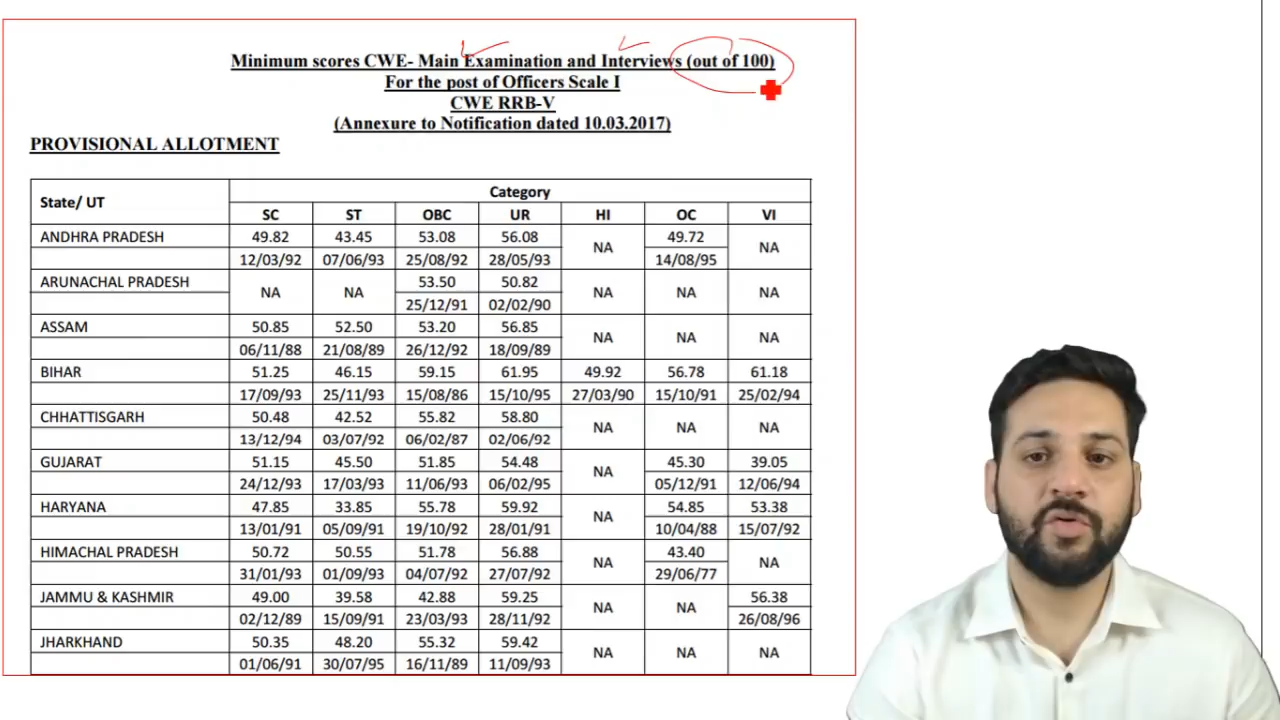 Minimum scores CWE- Main Examination and Interviews (out of 100)
For the post of Officers Scale I
CWE RRB-V
(Annexure to Notification dated 10.03.2017)
PROVISIONAL ALLOTMENT
State/ UT Category
SC ST OBC UR HI OC VI
ANDHRA PRADESH 49.82 43.45 53.08 56.08 NA 49.72 NA
12/03/92 07/06/93 25/08/92 28/05/93 14/08/95
ARUNACHAL PRADESH NA NA 53.50 50.82 NA NA NA
25/12/91 02/02/90
ASSAM 50.85 52.50 53.20 56.85 NA NA NA
06/11/88 21/08/89 26/12/92 18/09/89
BIHAR 51.25 46.15 59.15 61.95 49.92 56.78 61.18
17/09/93 25/11/93 15/08/86 15/10/95 27/03/90 15/10/91 25/02/94
CHHATTISGARH 50.48 42.52 55.82 58.80 NA NA NA
13/12/94 03/07/92 06/02/87 02/06/92
GUJARAT 51.15 45.50 51.85 54.48 NA 45.30 39.05
24/12/93 17/03/93 11/06/93 06/02/95 05/12/91 12/06/94
HARYANA 47.85 33.85 55.78 59.92 NA 54.85 53.38
13/01/91 05/09/91 19/10/92 28/01/91 10/04/88 15/07/92
HIMACHAL PRADESH 50.72 50.55 51.78 56.88 NA 43.40 NA
31/01/93 01/09/93 04/07/92 27/07/92 29/06/77
JAMMU & KASHMIR 49.00 39.58 42.88 59.25 NA NA 56.38
02/12/89 15/09/91 23/03/93 28/11/92 26/08/96
JHARKHAND 50.35 48.20 55.32 59.42 NA NA NA
01/06/91 30/07/95 16/11/89 11/09/93